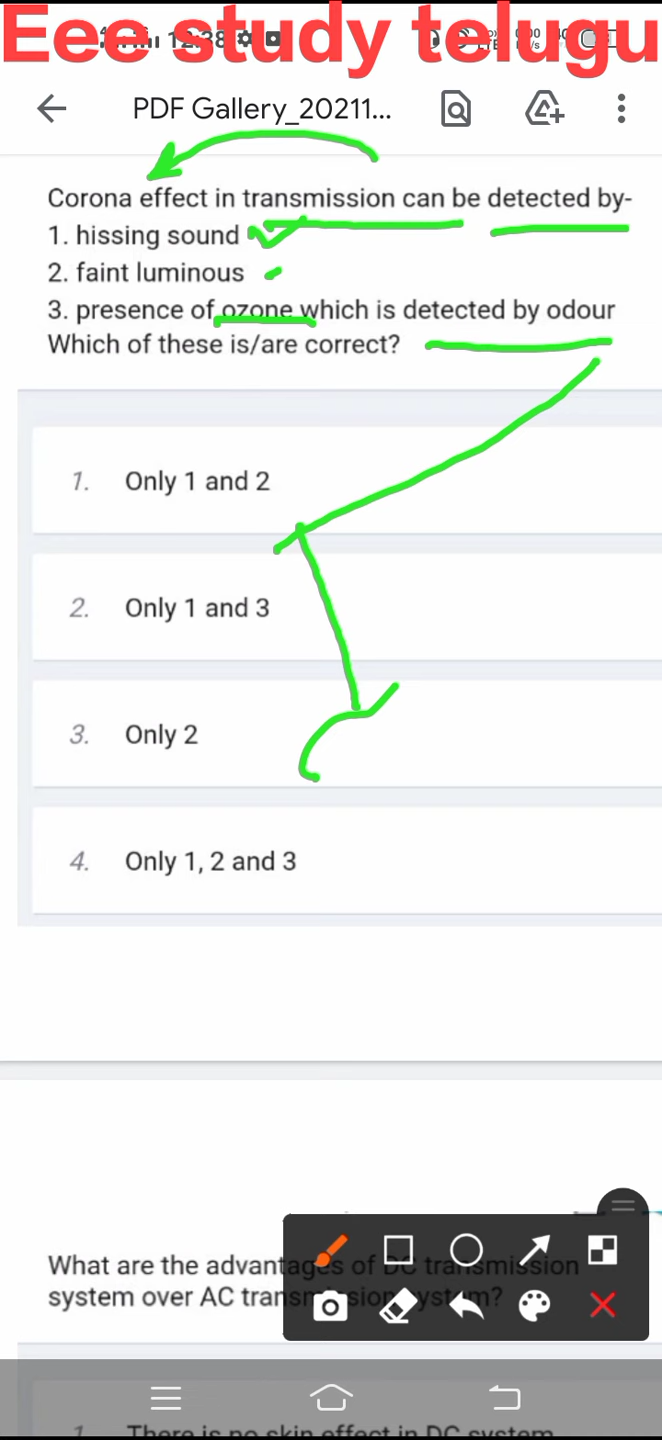 Eee study telugu
12:38
PDF Gallery_20211...
Corona effect in transmission can be detected by-
1. hissing sound
2. faint luminous
3. presence of ozone which is detected by odour
Which of these is/are correct?
1. Only 1 and 2
2. Only 1 and 3
3. Only 2
4. Only 1, 2 and 3
What are the advantages of DC transmission
system over AC transmission system?
1. There is no skin effect in DC system